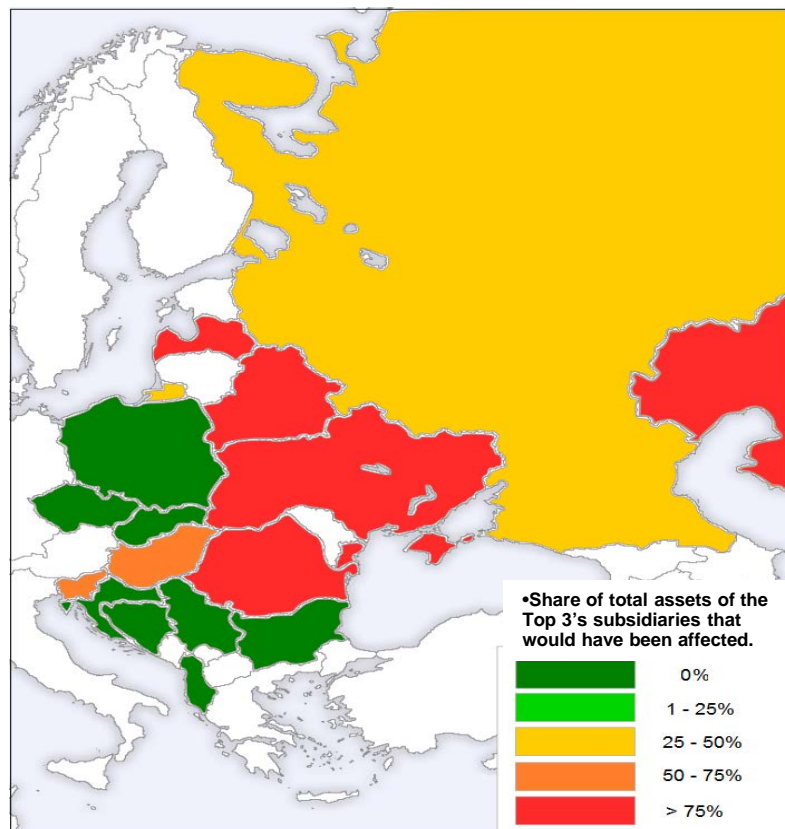 •Share of total assets of the
Top 3's subsidiaries that
would have been affected.
0%
1 - 25%
25 - 50%
50 - 75%
> 75%